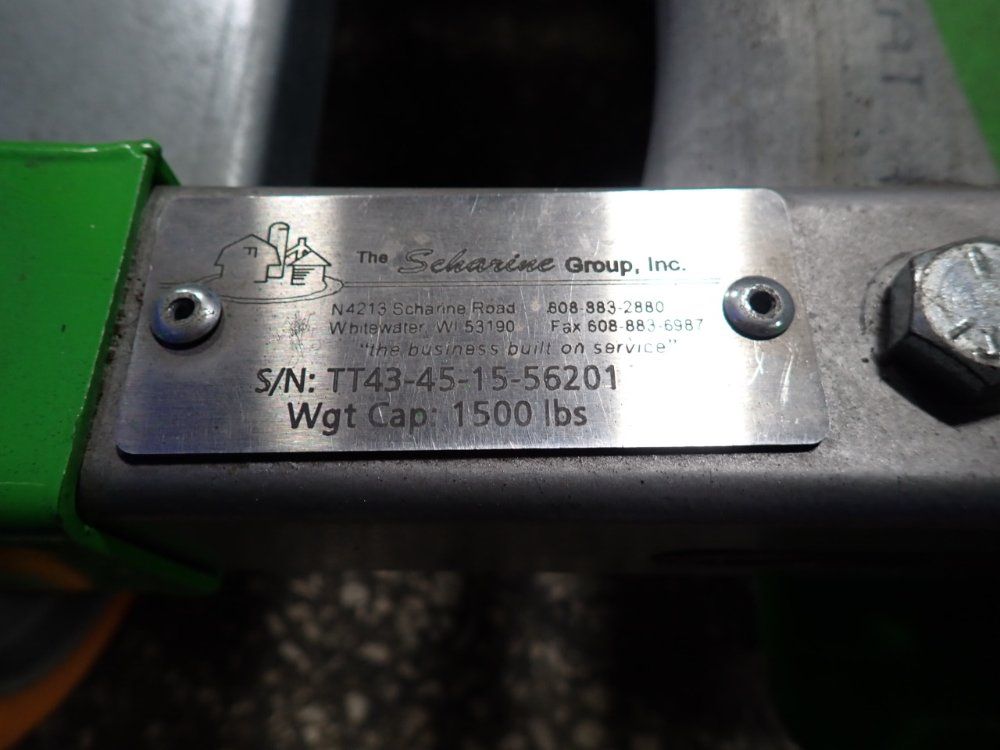 The Scharine Group, Inc.
N4213 Scharine Road 608-883-2880
Whitewater, WI 53190 Fax 608-883-6987
"the business built on service"
S/N: TT43-45-15-56201
Wgt Cap: 1500 lbs